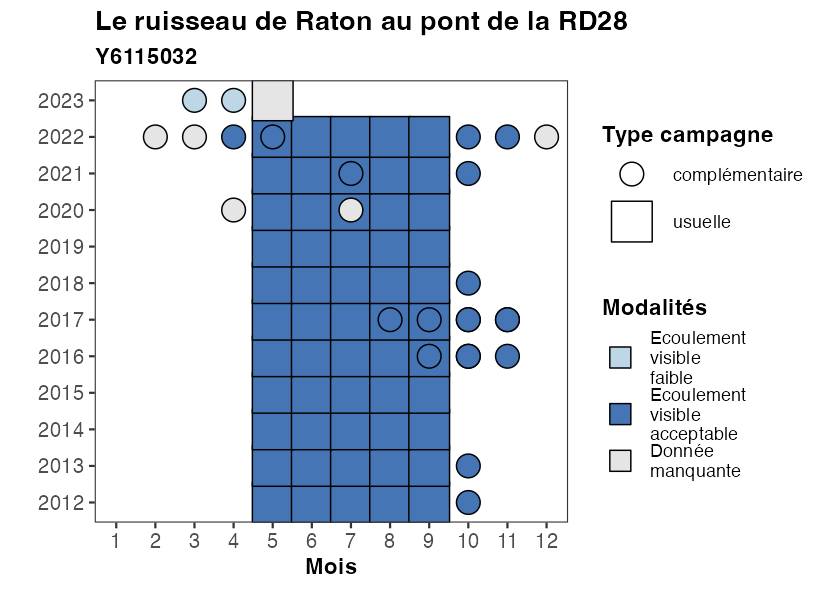 Le ruisseau de Raton au pont de la RD28
Y6115032
2023
2022
2021
2020
2019
2018
2017
2016
2015
2014
2013
2012
1 2 3 4 5 6 7 8 9 10 11 12
Mois
Type campagne
complémentaire
usuelle
Modalités
Ecoulement
visible
faible
Ecoulement
visible
acceptable
Donnée
manquante